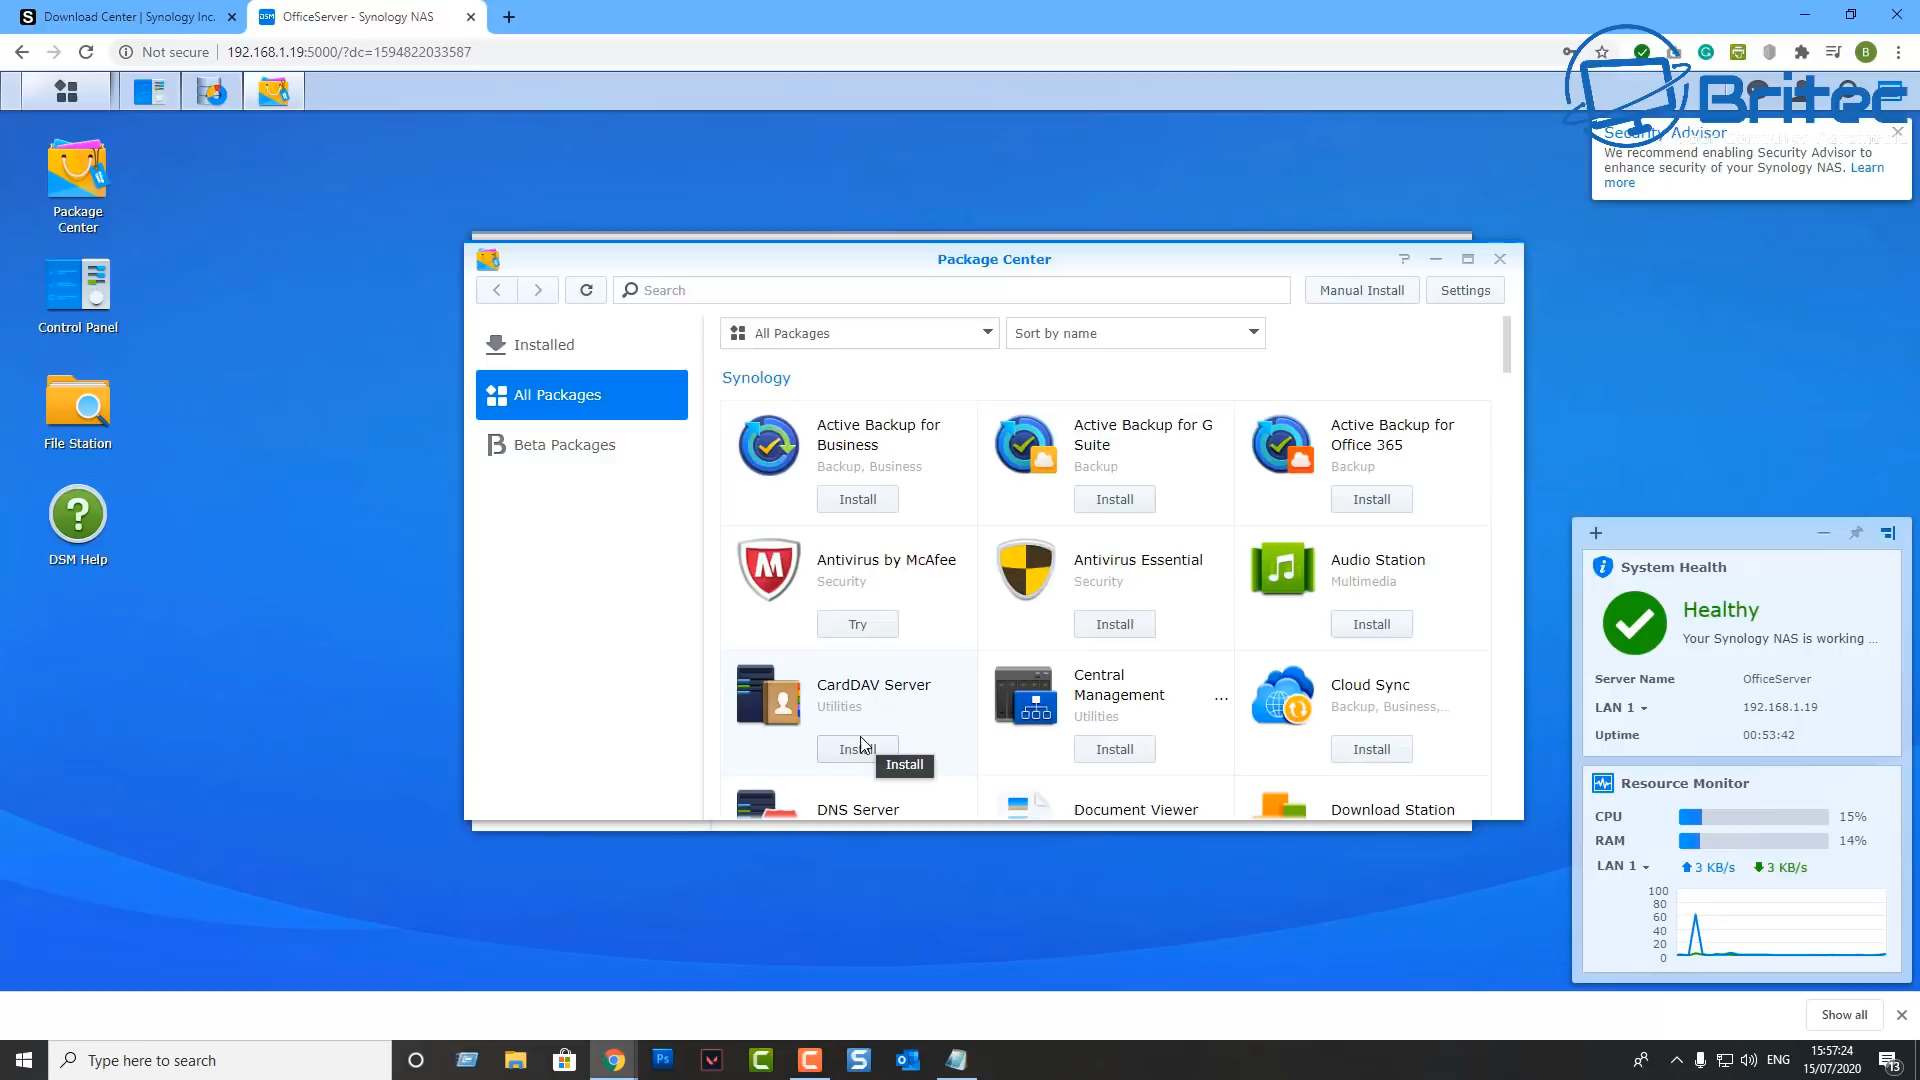 Download Center | Synology Inc.
OfficeServer - Synology NAS
Not secure
192.168.1.19:5000/?dc=1594822033587
B
Britec
Security Advisor
We recommend enabling Security Advisor to
enhance security of your Synology NAS. Learn
more
Package
Center
Control Panel
File Station
DSM Help
Package Center
Search
Manual Install
Settings
Installed
All Packages
Beta Packages
All Packages
Sort by name
Synology
Active Backup for
Business
Backup, Business
Install
Active Backup for G
Suite
Backup
Install
Active Backup for
Office 365
Backup
Install
Antivirus by McAfee
Security
Try
Antivirus Essential
Security
Install
Audio Station
Multimedia
Install
CardDAV Server
Utilities
Install
Install
Central
Management ...
Utilities
Install
Cloud Sync
Backup, Business,...
Install
DNS Server
Document Viewer
Download Station
System Health
Healthy
Your Synology NAS is working ...
Server Name OfficeServer
LAN 1 192.168.1.19
Uptime 00:53:42
Resource Monitor
CPU 15%
RAM 14%
LAN 1 3 KB/s 3 KB/s
100
80
60
40
20
0
Show all
Type here to search
Ps
ENG
15:57:24
15/07/2020
13